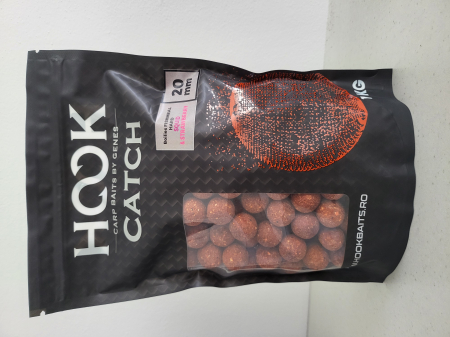 HOOK
CARP BAITS BY GENES
CATCH
20
mm
1KG
HOOKBAITS.RO